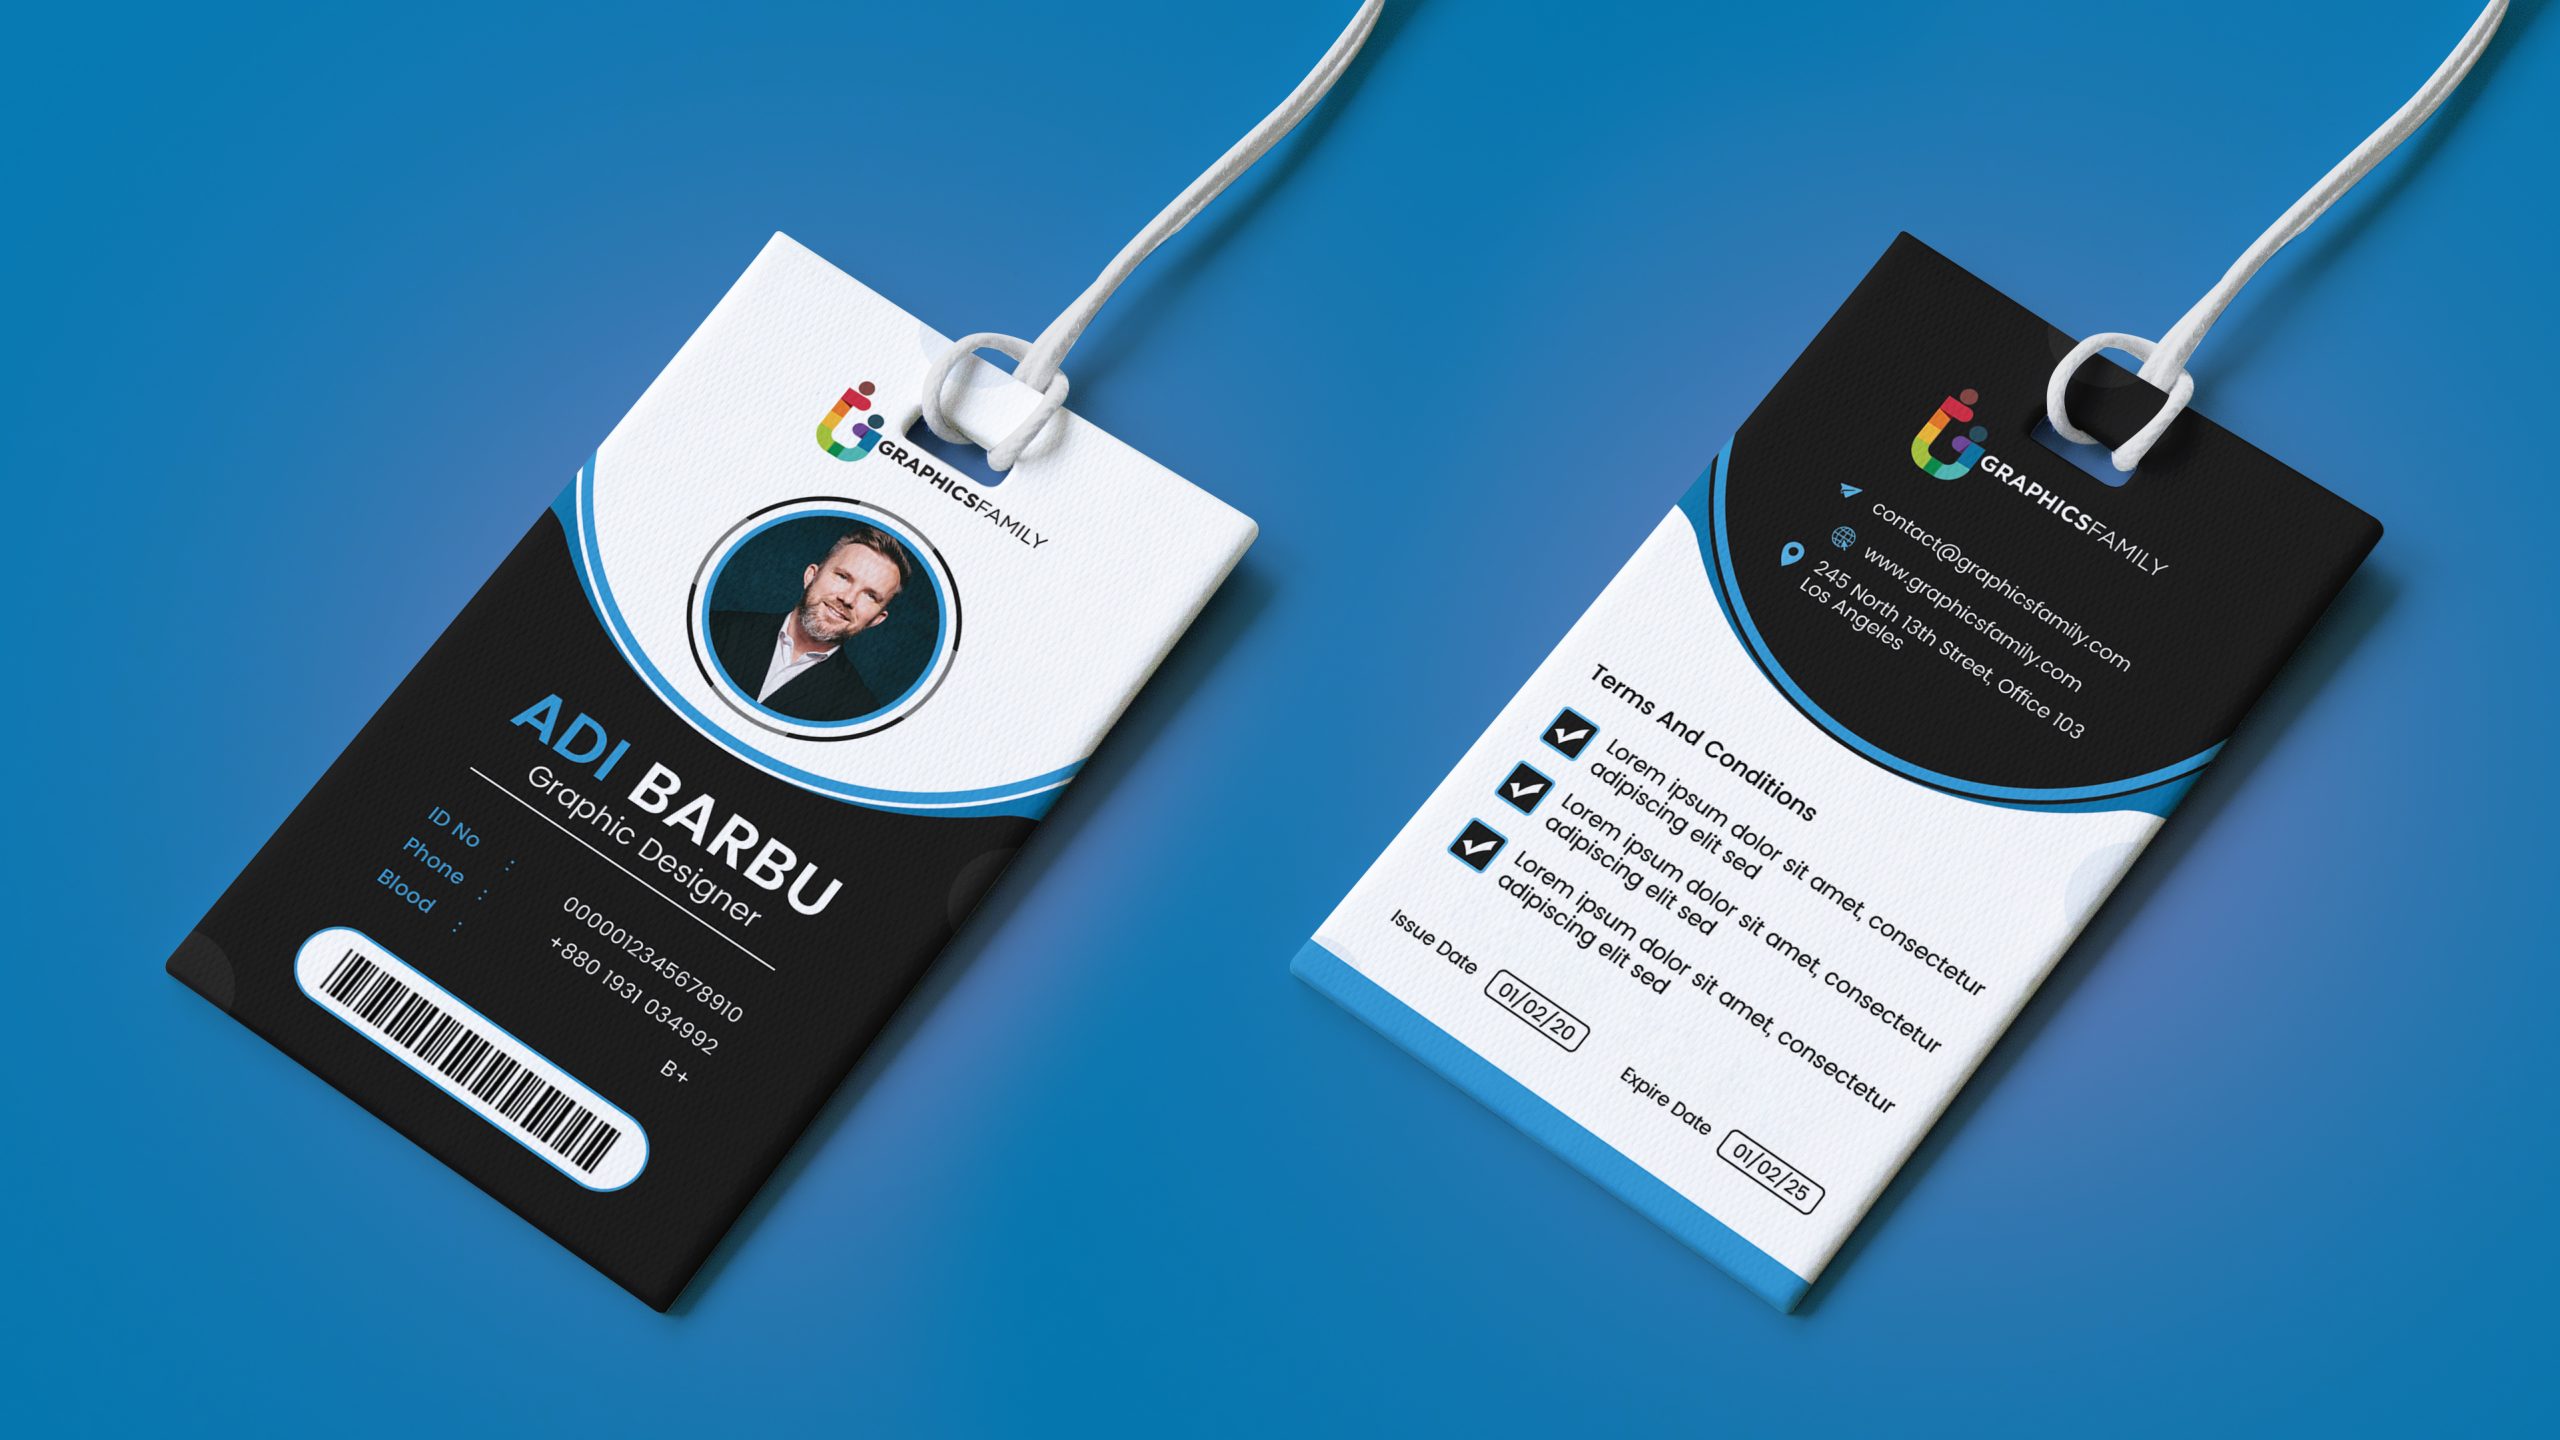 GRAPHICSFAMILY
ADI BARBU
Graphic Designer
ID No : 0000012345678910
Phone : +880 1931 034992
Blood : B+
GRAPHICSFAMILY
contact@graphicsfamily.com
www.graphicsfamily.com
245 North 13th Street, Office 103
Los Angeles
Terms And Conditions
Lorem ipsum dolor sit amet, consectetur
adipiscing elit sed
Lorem ipsum dolor sit amet, consectetur
adipiscing elit sed
Lorem ipsum dolor sit amet, consectetur
adipiscing elit sed
Issue Date 01/02/20
Expire Date 01/02/25